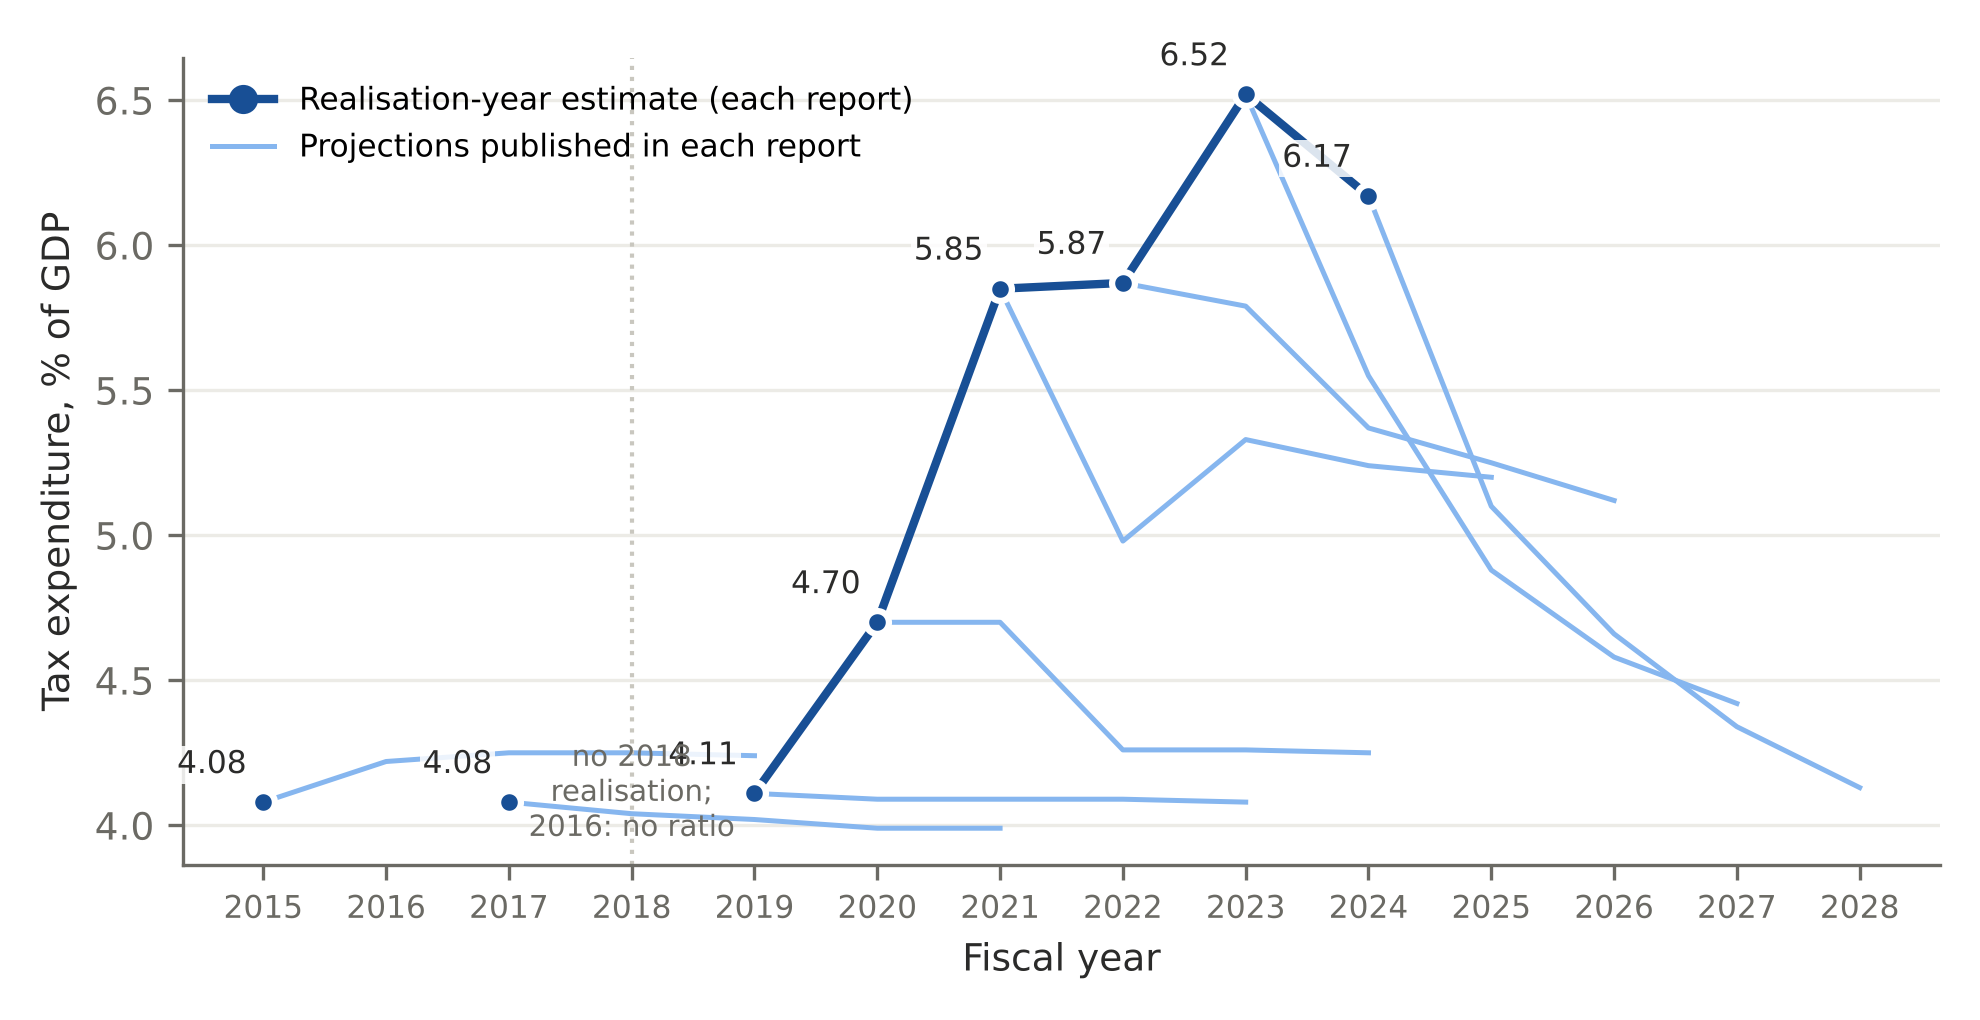 6.52
Realisation-year estimate (each report)
Projections published in each report
6.5
6.17
6.0
5.85
5.87
5.5
5.0
4.70
4.5
4.08
4.08
4.11
no 2018
realisation;
2016: no ratio
4.0
Tax expenditure, % of GDP
2015 2016 2017 2018 2019 2020 2021 2022 2023 2024 2025 2026 2027 2028
Fiscal year